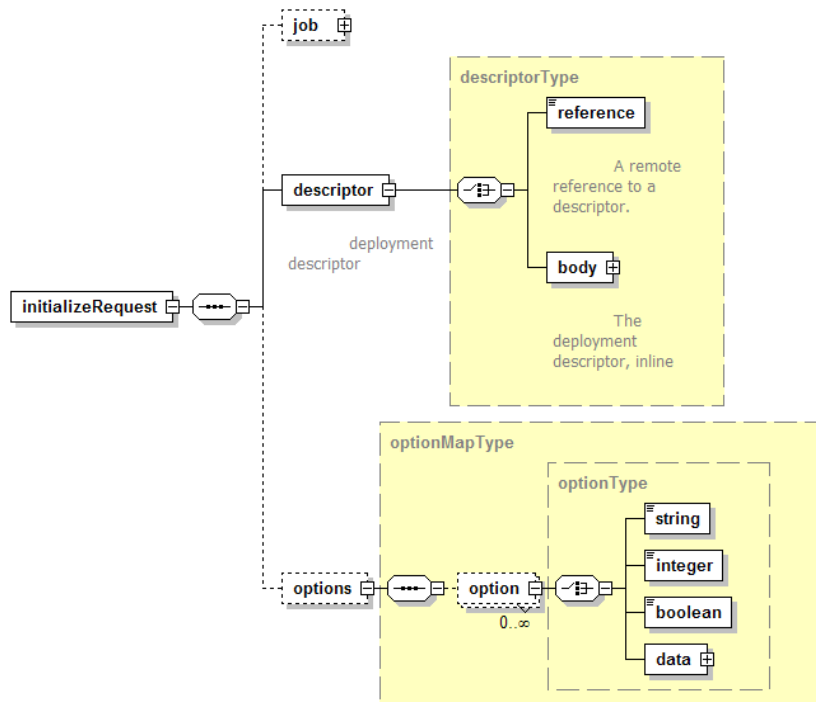 job
descriptorType
reference
A remote
reference to a
descriptor.
descriptor
deployment
descriptor
body
The
deployment
descriptor, inline
initializeRequest
optionMapType
optionType
string
integer
options
option
0..∞
boolean
data